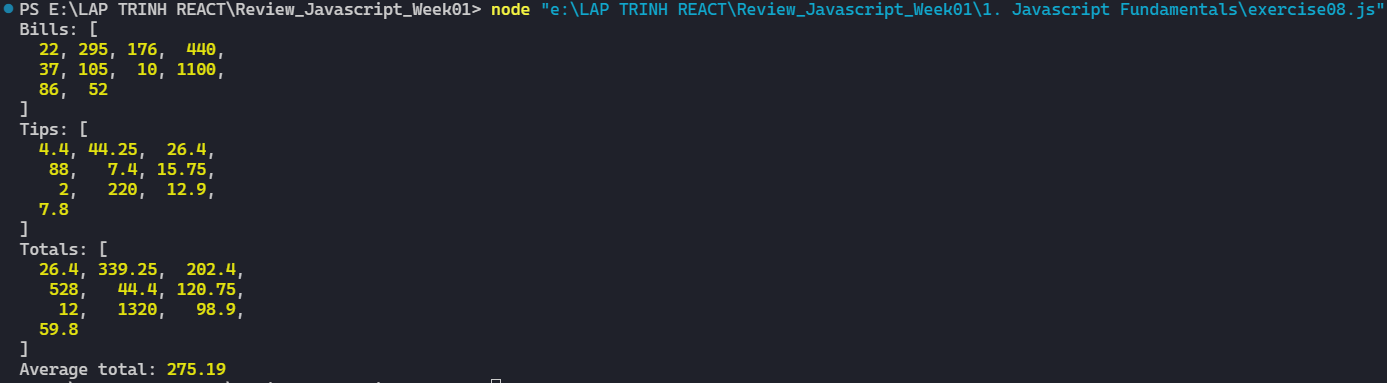 PS E:\LAP TRINH REACT\Review_Javascript_Week01> node "e:\LAP TRINH REACT\Review_Javascript_Week01\1. Javascript Fundamentals\exercise08.js"
Bills: [
  22, 295, 176,  440,
  37, 105,  10, 1100,
  86,  52
]
Tips: [
  4.4, 44.25,  26.4,
   88,   7.4, 15.75,
    2,   220,  12.9,
  7.8
]
Totals: [
  26.4, 339.25,  202.4,
   528,   44.4, 120.75,
    12,   1320,   98.9,
  59.8
]
Average total: 275.19